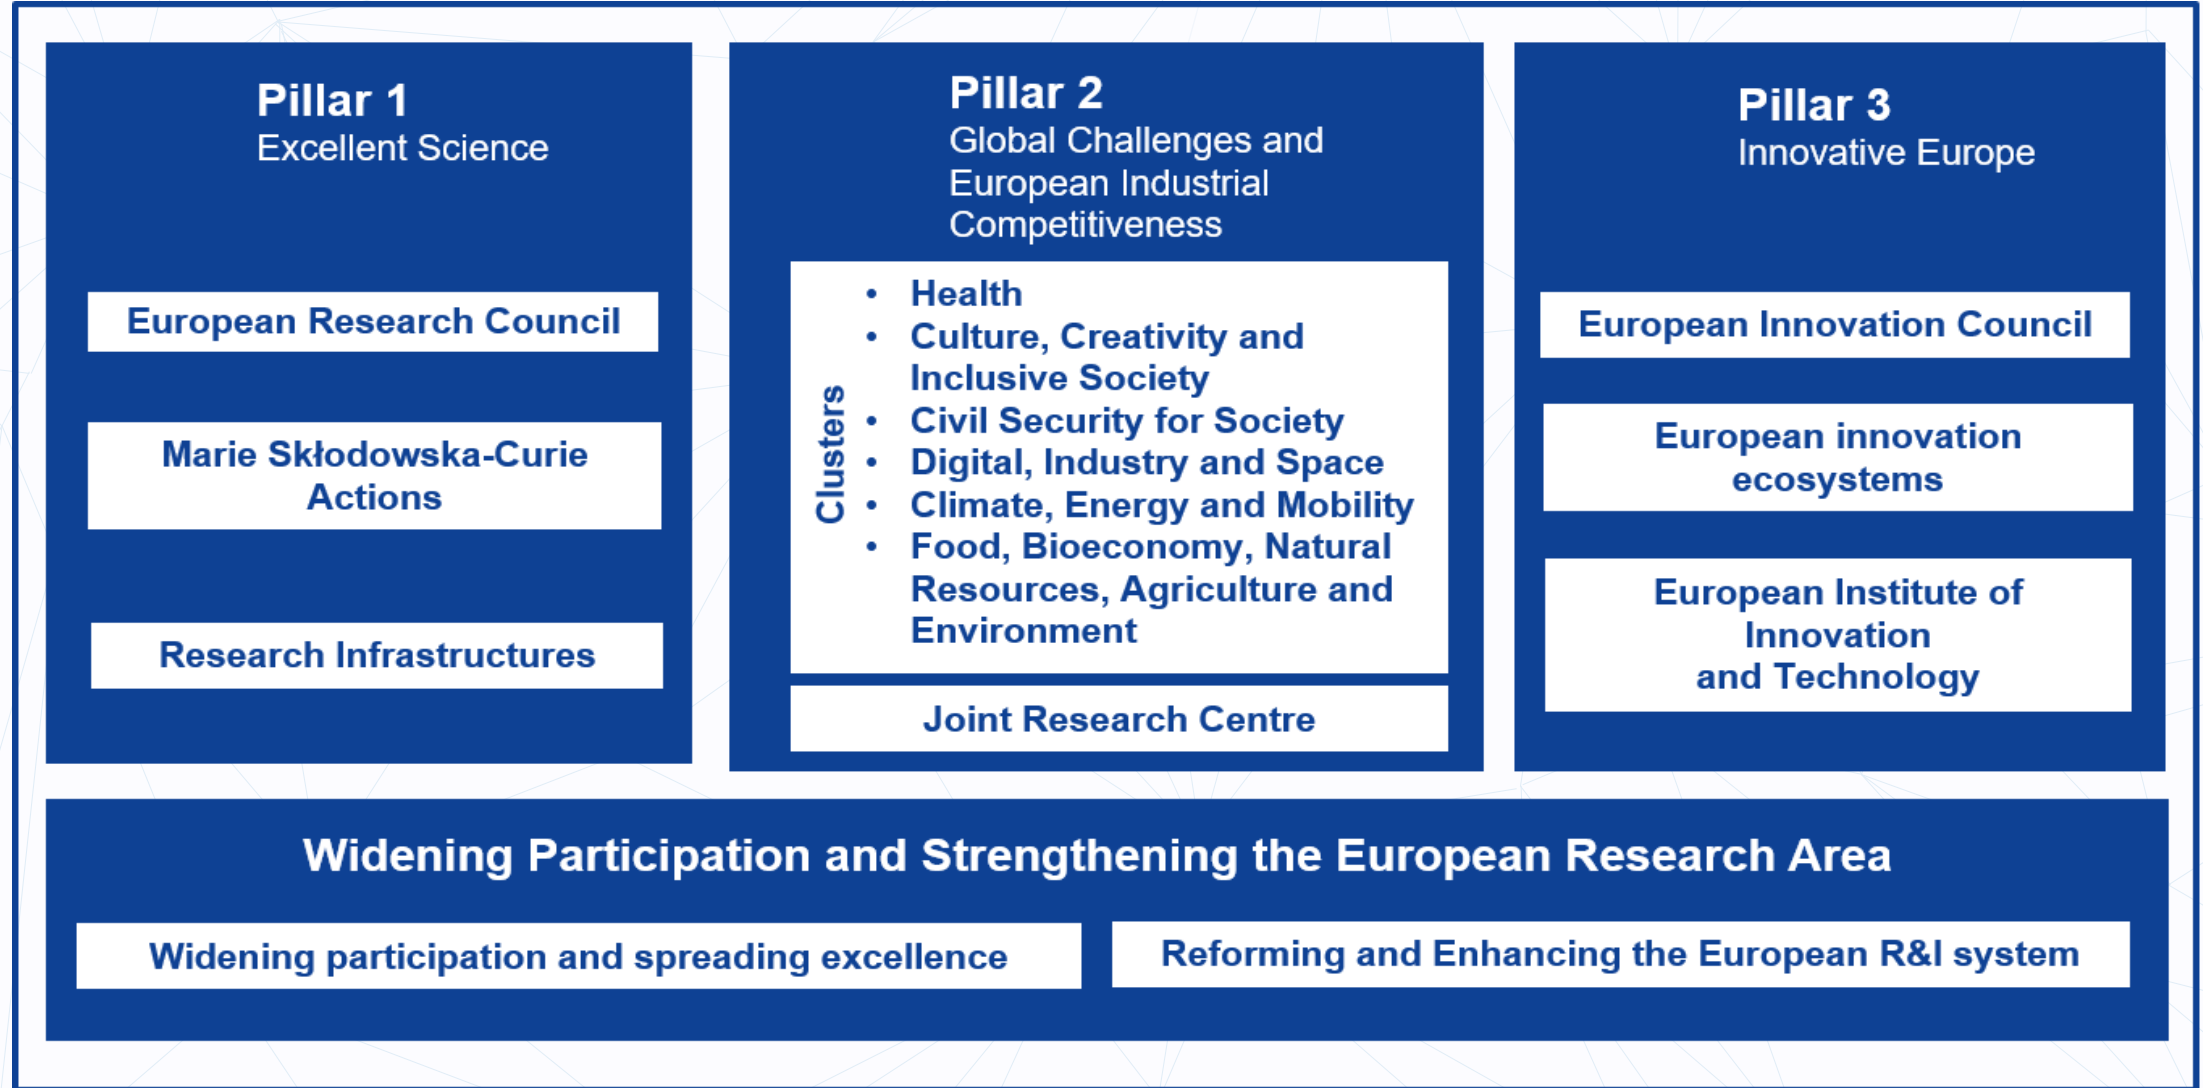 Pillar 1
Excellent Science
European Research Council
Marie Skłodowska-Curie
Actions
Research Infrastructures
Pillar 2
Global Challenges and
European Industrial
Competitiveness
Clusters
• Health
• Culture, Creativity and
Inclusive Society
• Civil Security for Society
• Digital, Industry and Space
• Climate, Energy and Mobility
• Food, Bioeconomy, Natural
Resources, Agriculture and
Environment
Joint Research Centre
Pillar 3
Innovative Europe
European Innovation Council
European innovation
ecosystems
European Institute of
Innovation
and Technology
Widening Participation and Strengthening the European Research Area
Widening participation and spreading excellence
Reforming and Enhancing the European R&I system